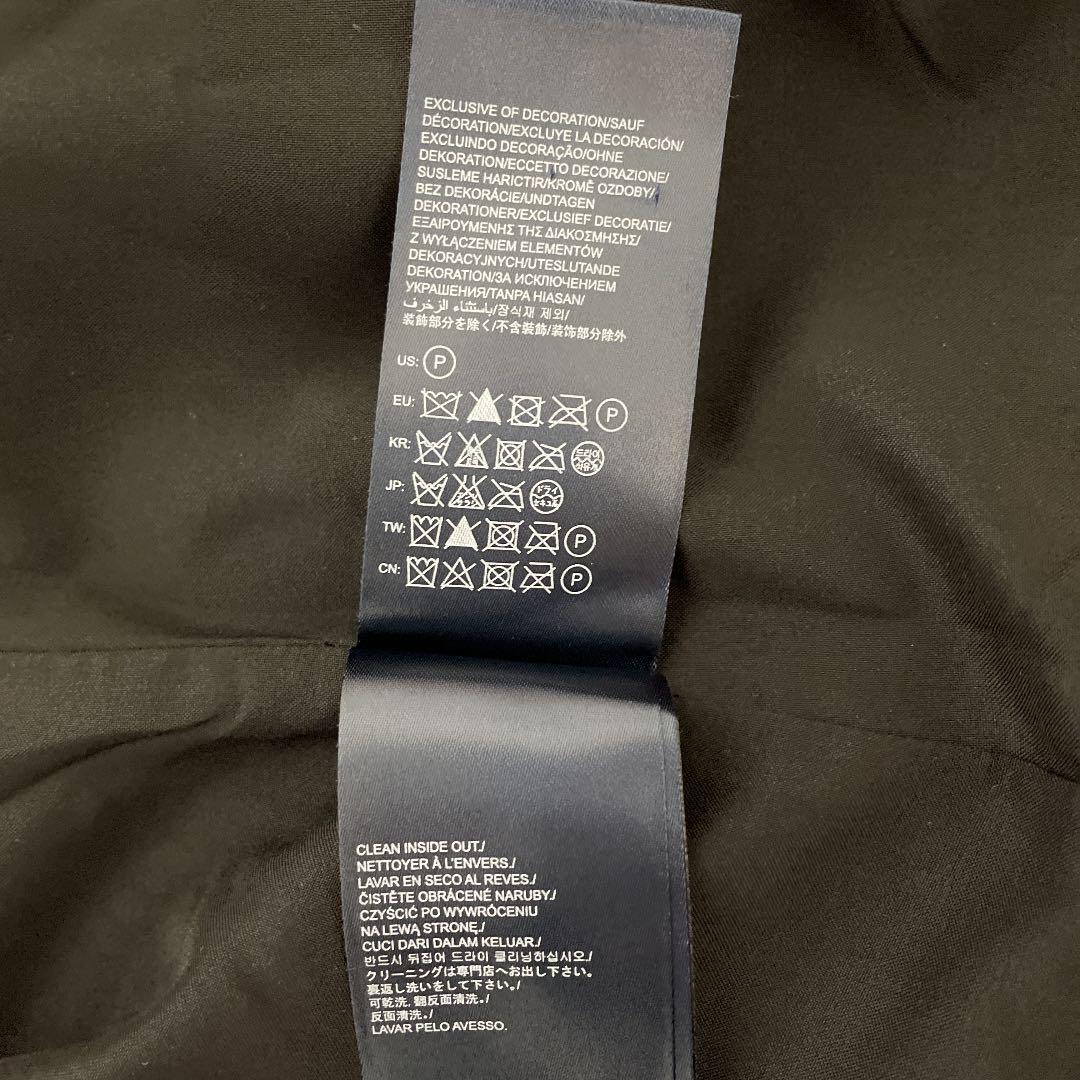 EXCLUSIVE OF DECORATION/SAUF
DÉCORATION/EXCLUYE LA DECORACIÓN/
EXCLUINDO DECORAÇÃO/OHNE
DEKORATION/ECCETTO DECORAZIONE/
SUSLEME HARICTIR/KROMĚ OZDOBY/
BEZ DEKORÁCIE/UNDTAGEN
DEKORATIONER/EXCLUSIEF DECORATIE/
ΕΞΑΙΡΟΥΜΕΝΗΣ ΤΗΣ ΔΙΑΚΟΣΜΗΣΗΣ/
Z WYŁĄCZENIEM ELEMENTÓW
DEKORACYJNYCH/UTESLUTANDE
DEKORATION/ЗА ИСКЛЮЧЕНИЕМ
УКРАШЕНИЯ/TANPA HIASAN/
باستثناء الزخرف/장식재 제외/
装飾部分を除く/不含裝飾/装饰部分除外
US: P
EU: P
KR: 드라이
JP: ドライ
TW: P
CN: P
CLEAN INSIDE OUT./
NETTOYER À L'ENVERS./
LAVAR EN SECO AL REVES./
ČISTĚTE OBRÁCENÉ NARUBY./
CZYŚCIĆ PO WYWRÓCENIU
NA LEWĄ STRONĘ./
CUCI DARI DALAM KELUAR./
반드시 뒤집어 드라이 클리닝하십시오./
クリーニングは専門店へお出し下さい。
裏返し洗いをして下さい。/
可乾洗,翻反面清洗。/
反面清洗。/
LAVAR PELO AVESSO.